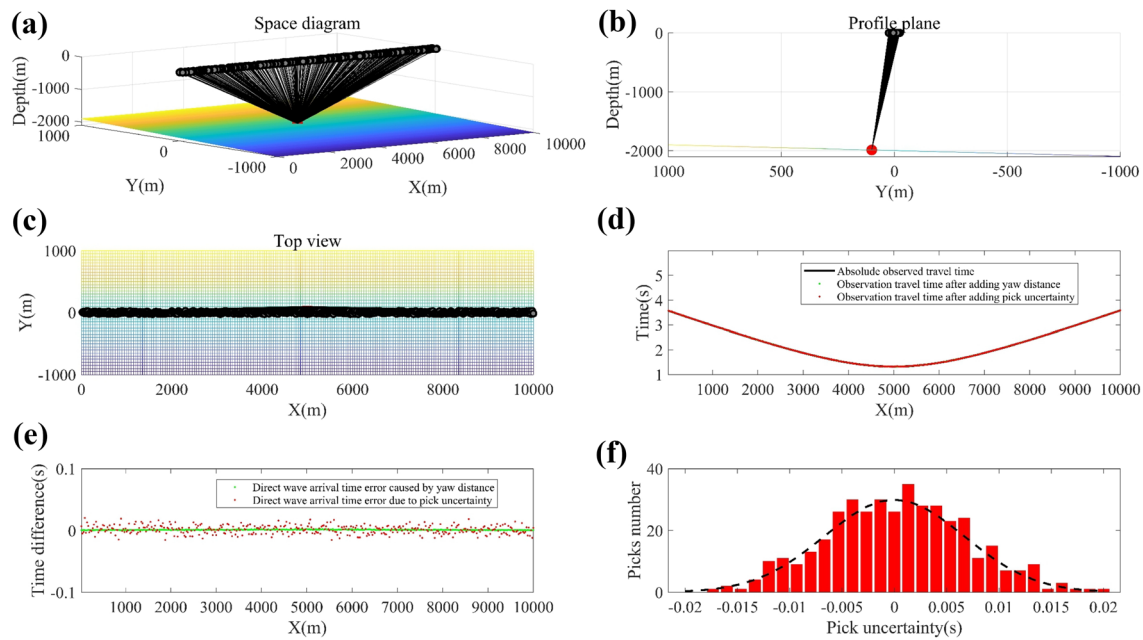 (a)
Space diagram
Depth(m)
0
-1000
-2000
1000
0
-1000
Y(m)
0
2000
4000
6000
8000
10000
X(m)
(b)
Profile plane
Depth(m)
0
-1000
-2000
1000 500 0 -500 -1000
Y(m)
(c)
Top view
Y(m)
1000
0
-1000
0 2000 4000 6000 8000 10000
X(m)
(d)
Absolude observed travel time
Observation travel time after adding yaw distance
Observation travel time after adding pick uncertainty
Time(s)
5
4
3
2
1
1000 2000 3000 4000 5000 6000 7000 8000 9000 10000
X(m)
(e)
Time difference(s)
0.1
0
-0.1
Direct wave arrival time error caused by yaw distance
Direct wave arrival time error due to pick uncertainty
1000 2000 3000 4000 5000 6000 7000 8000 9000 10000
X(m)
(f)
Picks number
40
20
0
-0.02 -0.015 -0.01 -0.005 0 0.005 0.01 0.015 0.02
Pick uncertainty(s)